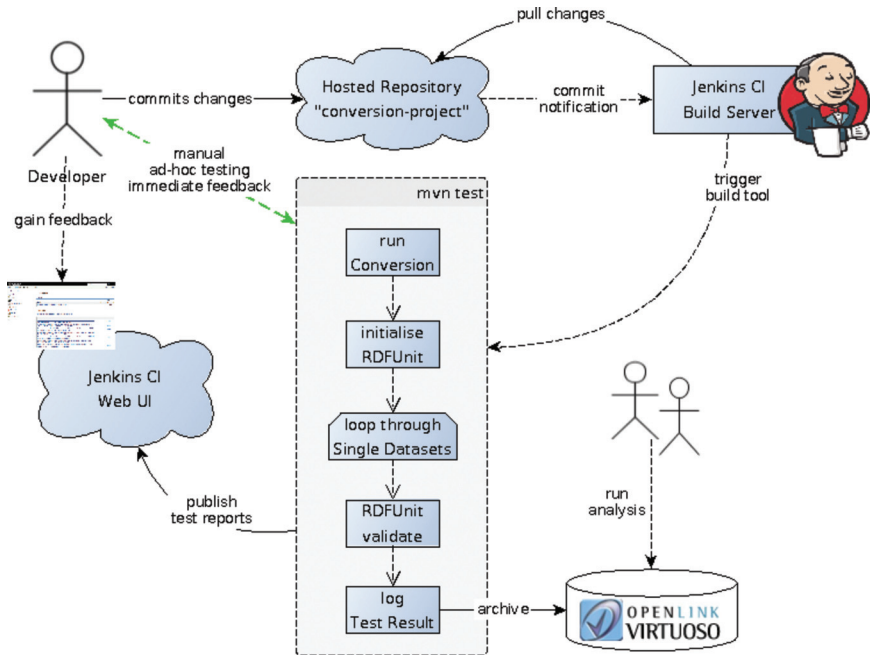 pull changes
Hosted Repository
"conversion-project"
commits changes
commit
notification
Jenkins CI
Build Server
Developer
manual
ad-hoc testing
immediate feedback
trigger
build tool
mvn test
gain feedback
run
Conversion
initialise
RDFUnit
Jenkins CI
Web UI
loop through
Single Datasets
publish
test reports
RDFUnit
validate
run
analysis
log
Test Result
archive
OPENLINK
VIRTUOSO